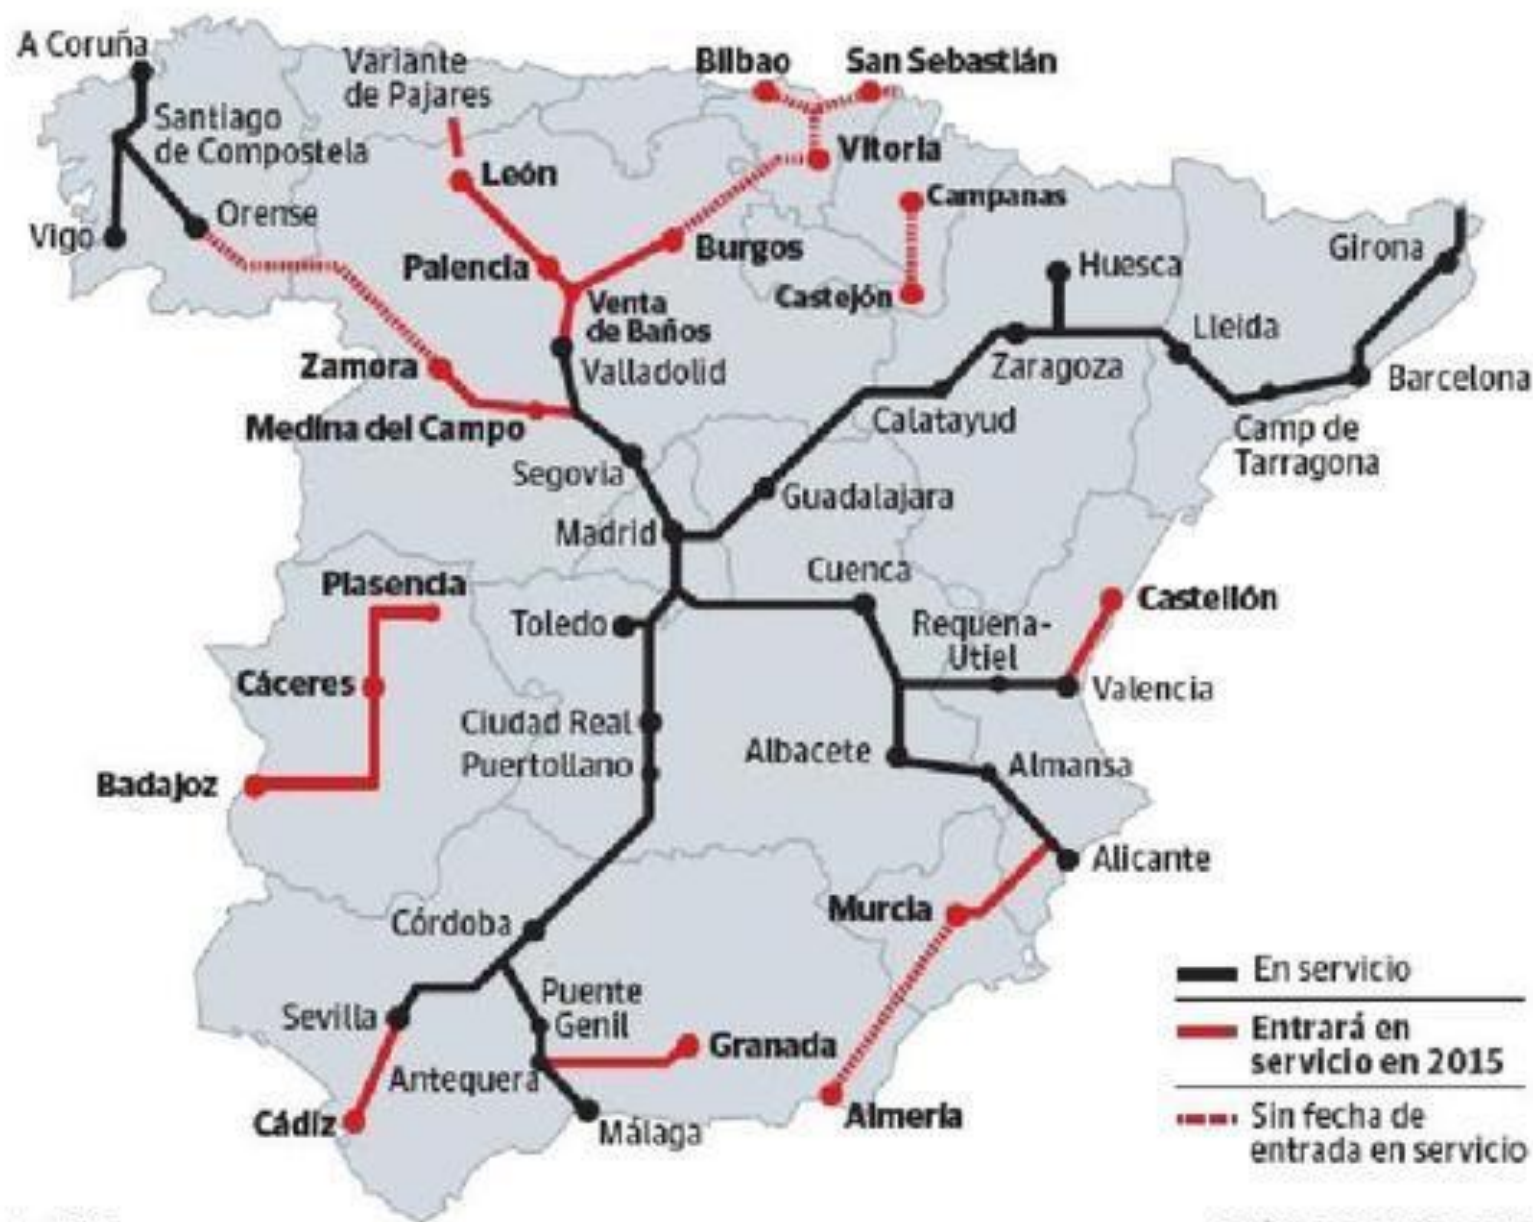 A Coruña
Variante
de Pajares
Bilbao
San Sebastián
Santiago
de Compostela
Vitoria
León
Campanas
Orense
Vigo
Burgos
Girona
Palencia
Huesca
Castejón
Venta
de Baños
Lleida
Zamora
Valladolid
Zaragoza
Barcelona
Medina del Campo
Calatayud
Camp de
Tarragona
Segovia
Guadalajara
Madrid
Cuenca
Plasencia
Castellón
Toledo
Requena-
Utiel
Cáceres
Valencia
Ciudad Real
Albacete
Puertollano
Almansa
Badajoz
Alicante
Murcia
Córdoba
En servicio
Puente
Genil
Sevilla
Entrará en
servicio en 2015
Granada
Antequera
Cádiz
Málaga
Almería
Sin fecha de
entrada en servicio